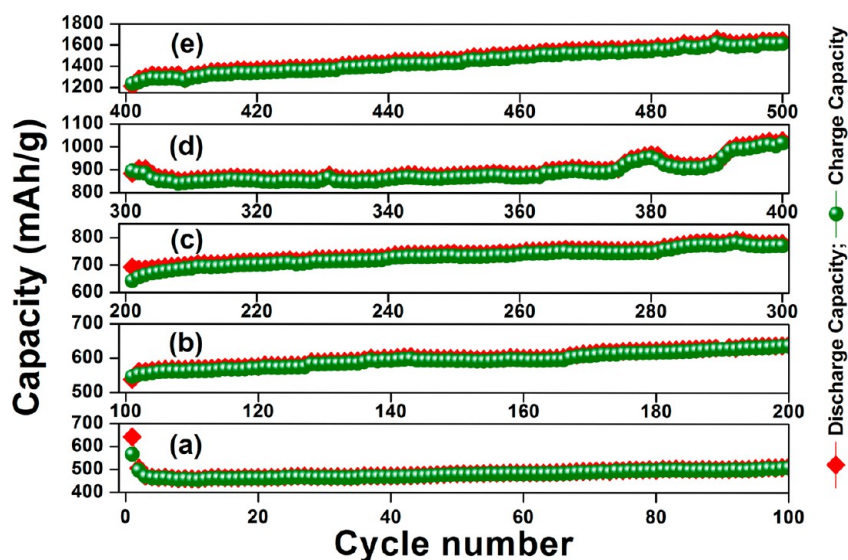 1800
1600
1400
1200
(e)
400 420 440 460 480 500
1100
1000
900
800
(d)
300 320 340 360 380 400
800
700
600
(c)
200 220 240 260 280 300
700
600
500
(b)
100 120 140 160 180 200
700
600
500
400
(a)
0 20 40 60 80 100
Cycle number
Capacity (mAh/g)
Discharge Capacity; Charge Capacity